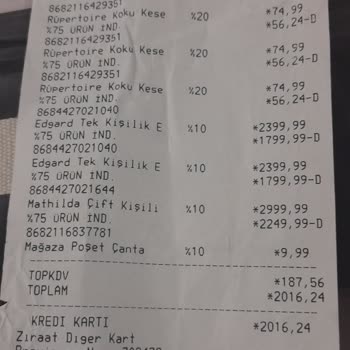 8682116429351
Rüpertoire Koku Kese %20 *74,99
%75 ÜRÜN İND. *56,24-D
8682116429351
Rüpertoire Koku Kese %20 *74,99
%75 ÜRÜN İND. *56,24-D
8682116429351
Rüpertoire Koku Kese %20 *74,99
%75 ÜRÜN İND. *56,24-D
8684427021040
Edgard Tek Kişilik E %10 *2399,99
%75 ÜRÜN İND. *1799,99-D
8684427021040
Edgard Tek Kişilik E %10 *2399,99
%75 ÜRÜN İND. *1799,99-D
8684427021644
Mathilda Çift Kişili %10 *2999,99
%75 ÜRÜN İND. *2249,99-D
8682116837781
Mağaza Poşet Çanta %10 *9,99
TOPKDV *187,56
TOPLAM *2016,24
KREDİ KARTI *2016,24
Ziraat Diger Kart